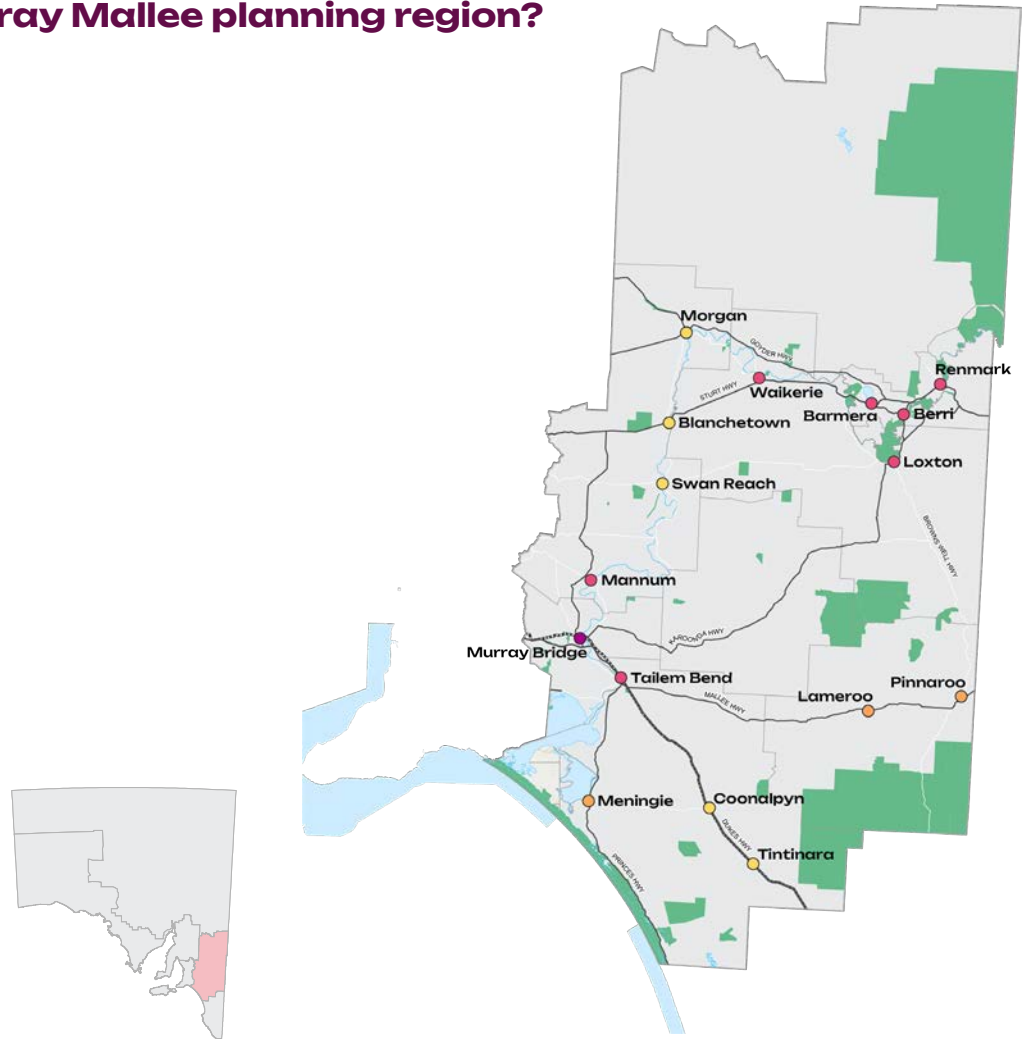 ray Mallee planning region?
Morgan
GOYDER HWY
Renmark
STURT HWY
Waikerie
Barmera
Berri
Blanchetown
Loxton
Swan Reach
BROWNS WELL HWY
Mannum
KAROONDA HWY
Murray Bridge
Tailem Bend
Pinnaroo
Lameroo
MALLEE HWY
Meningie
Coonalpyn
DUKES HWY
Tintinara
PRINCES HWY